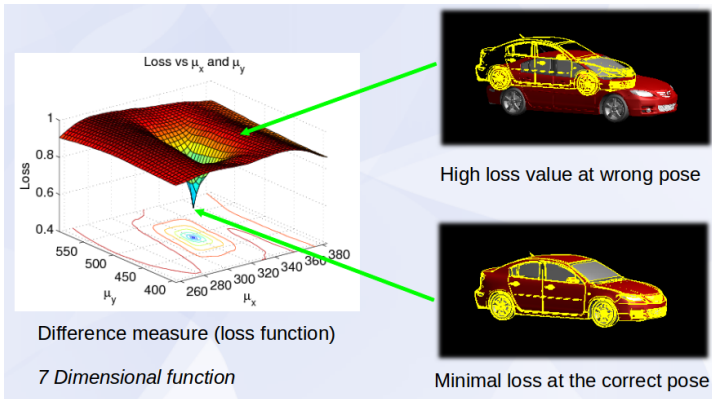 Loss vs μx and μy
1
0.8
0.6
0.4
Loss
550
500
450
400
μy
260
280
300
320
340
360
380
μx
High loss value at wrong pose
Difference measure (loss function)
7 Dimensional function
Minimal loss at the correct pose